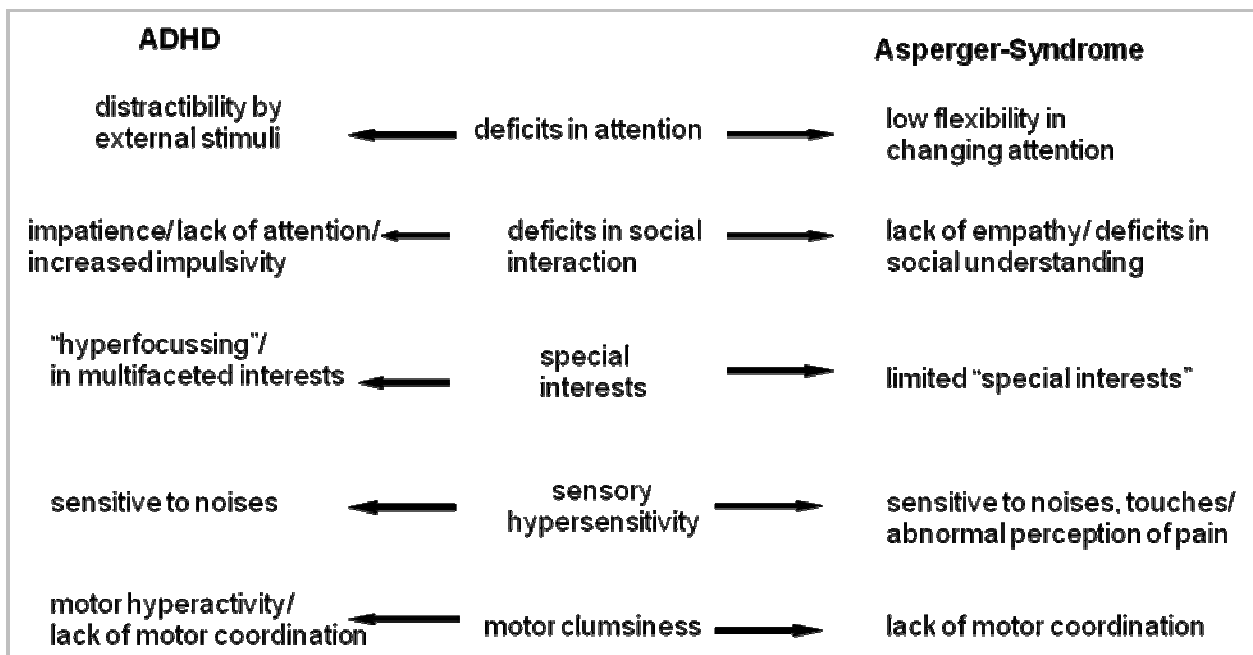 ADHD
Asperger-Syndrome
distractibility by
external stimuli
deficits in attention
low flexibility in
changing attention
impatience/ lack of attention/
increased impulsivity
deficits in social
interaction
lack of empathy/ deficits in
social understanding
"hyperfocussing"/
in multifaceted interests
special
interests
limited "special interests"
sensitive to noises
sensory
hypersensitivity
sensitive to noises, touches/
abnormal perception of pain
motor hyperactivity/
lack of motor coordination
motor clumsiness
lack of motor coordination